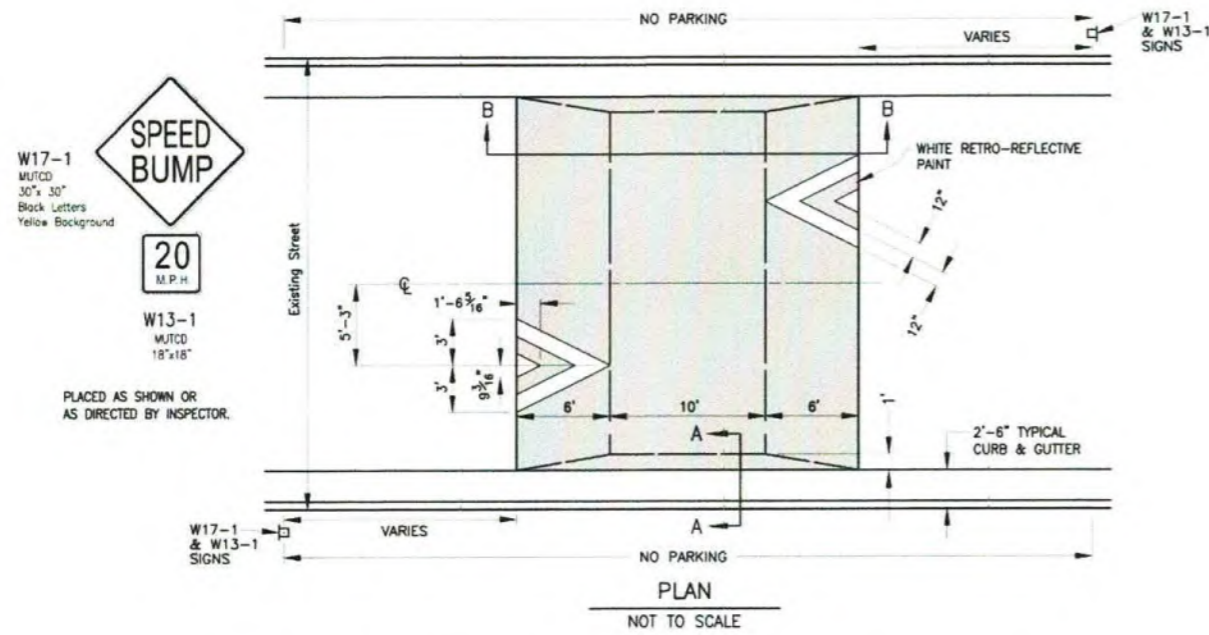 NO PARKING
W17-1
& W13-1
SIGNS
VARIES
B
B
SPEED
BUMP
W17-1
MUTCD
30"x 30"
Black Letters
Yellow Background
20
M.P.H.
W13-1
MUTCD
18"x18"
PLACED AS SHOWN OR
AS DIRECTED BY INSPECTOR.
Existing Street
WHITE RETRO-REFLECTIVE
PAINT
12"
12"
℄
5'-3"
1'-6 5/16"
3'
3'
9 3/16"
6'
10'
6'
1'
A
A
2'-6" TYPICAL
CURB & GUTTER
W17-1
& W13-1
SIGNS
VARIES
NO PARKING
PLAN
NOT TO SCALE